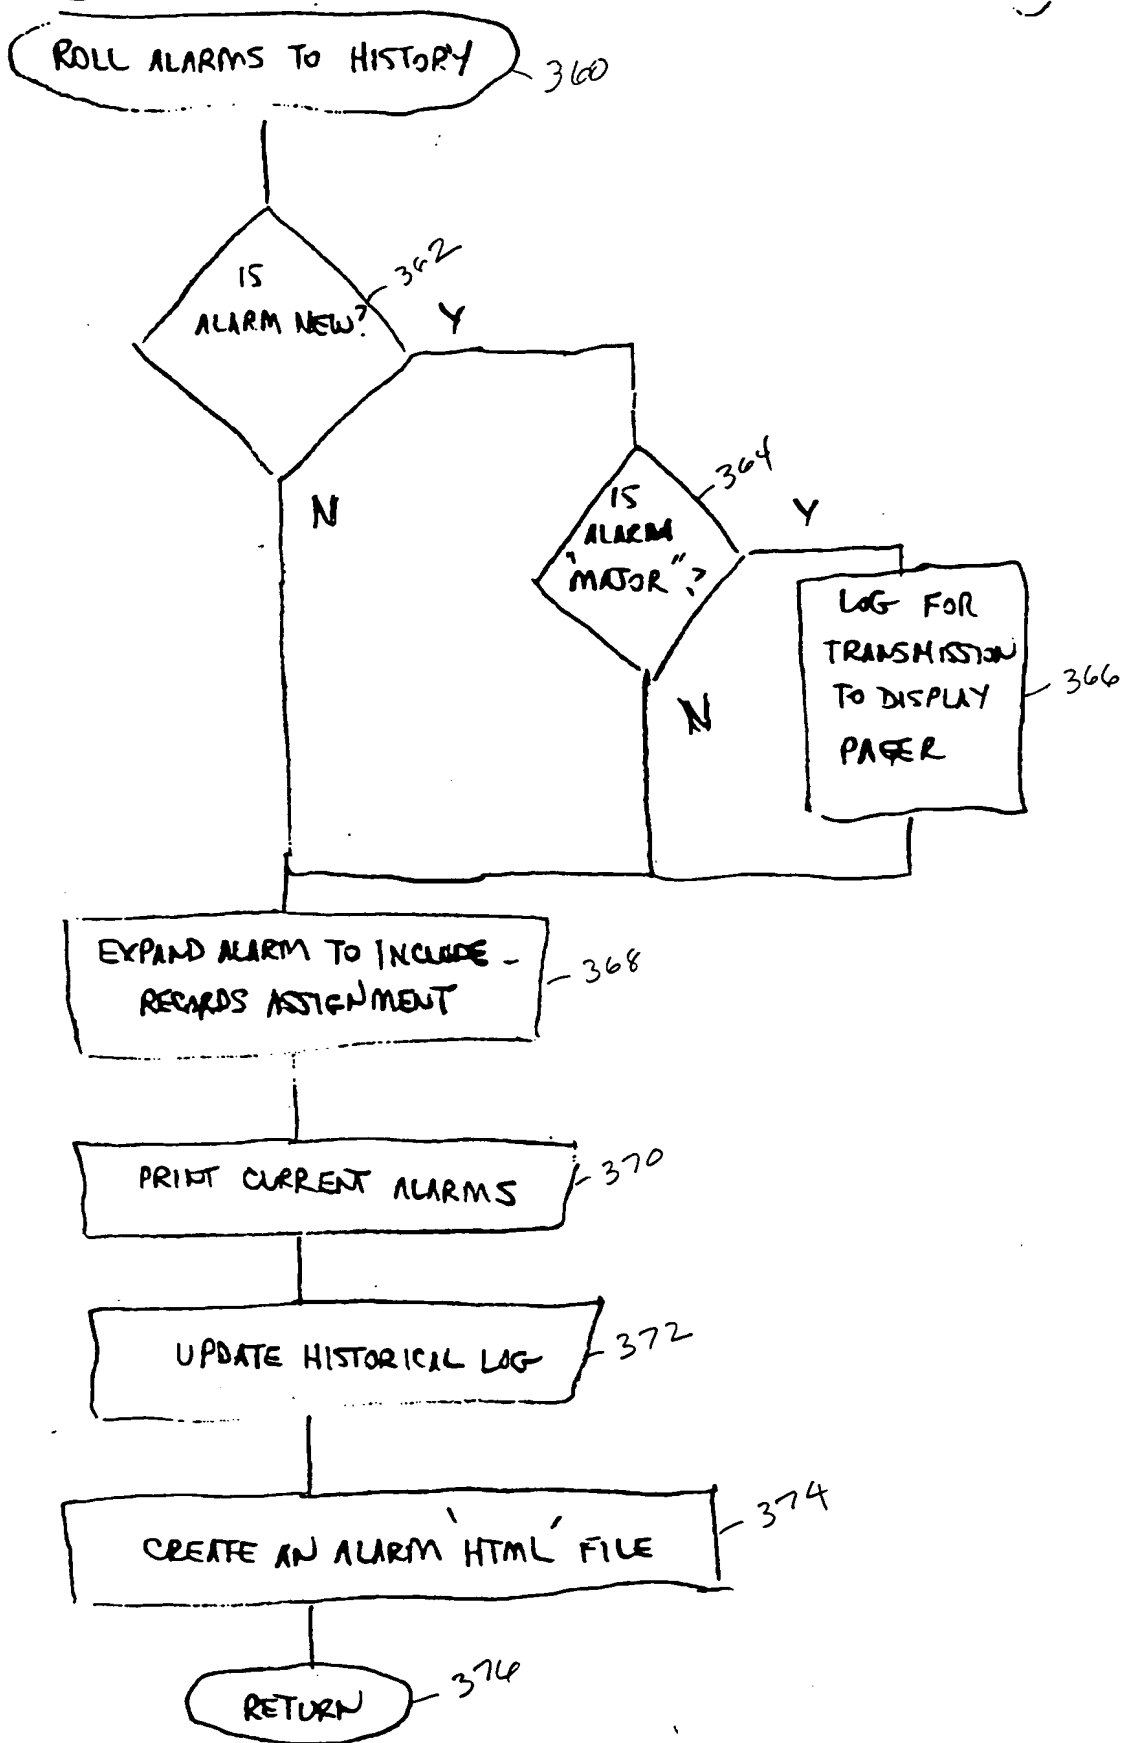 ROLL ALARMS TO HISTORY
360
IS
ALARM NEW?
362
Y
N
IS
ALARM
"MAJOR"?
364
Y
N
LOG FOR
TRANSMISSION
TO DISPLAY
PAGER
366
EXPAND ALARM TO INCLUDE -
RECORDS ASSIGNMENT
368
PRINT CURRENT ALARMS
370
UPDATE HISTORICAL LOG
372
CREATE AN ALARM 'HTML' FILE
374
RETURN
376